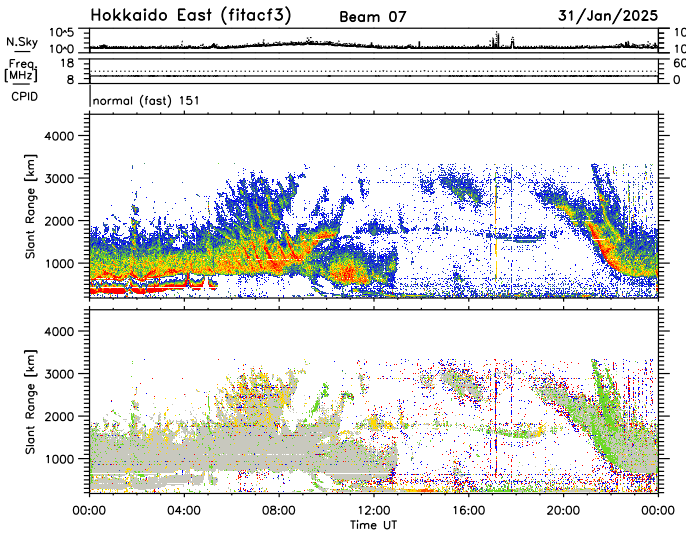 Hokkaido East (fitacf3) Beam 07 31/Jan/2025
N.Sky 10^5 10^0 10 10
Freq. [MHz] 18 8 60 0
CPID normal (fast) 151
Slant Range [km] 4000 3000 2000 1000
Slant Range [km] 4000 3000 2000 1000
00:00 04:00 08:00 12:00 16:00 20:00 00:00
Time UT